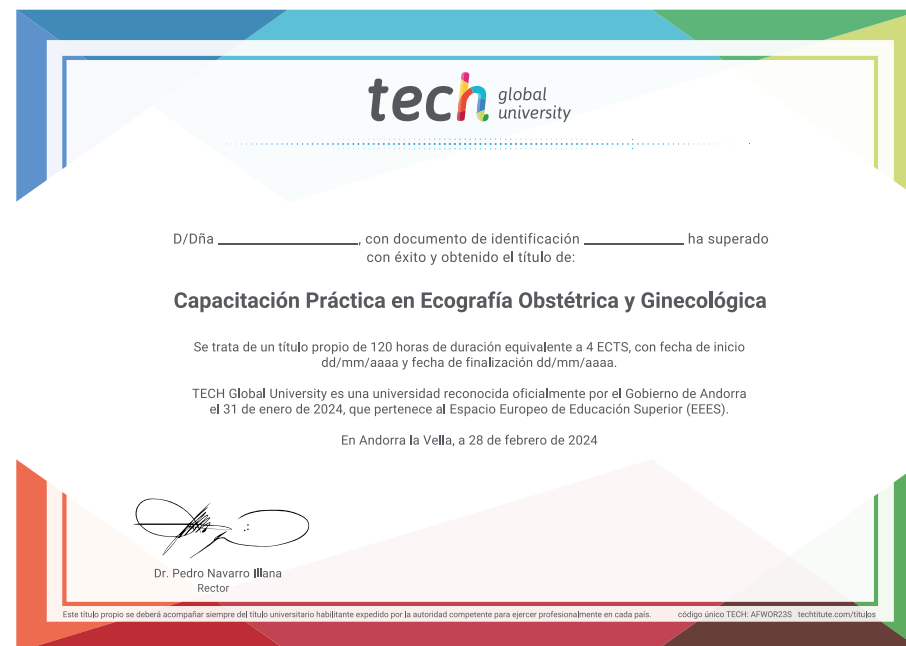 tech global university
D/Dña ____________________, con documento de identificación ______________ ha superado
con éxito y obtenido el título de:
Capacitación Práctica en Ecografía Obstétrica y Ginecológica
Se trata de un título propio de 120 horas de duración equivalente a 4 ECTS, con fecha de inicio
dd/mm/aaaa y fecha de finalización dd/mm/aaaa.
TECH Global University es una universidad reconocida oficialmente por el Gobierno de Andorra
el 31 de enero de 2024, que pertenece al Espacio Europeo de Educación Superior (EEES).
En Andorra la Vella, a 28 de febrero de 2024
Dr. Pedro Navarro Illana
Rector
Este título propio se deberá acompañar siempre del título universitario habilitante expedido por la autoridad competente para ejercer profesionalmente en cada país. código único TECH: AFWOR23S techtitute.com/titulos